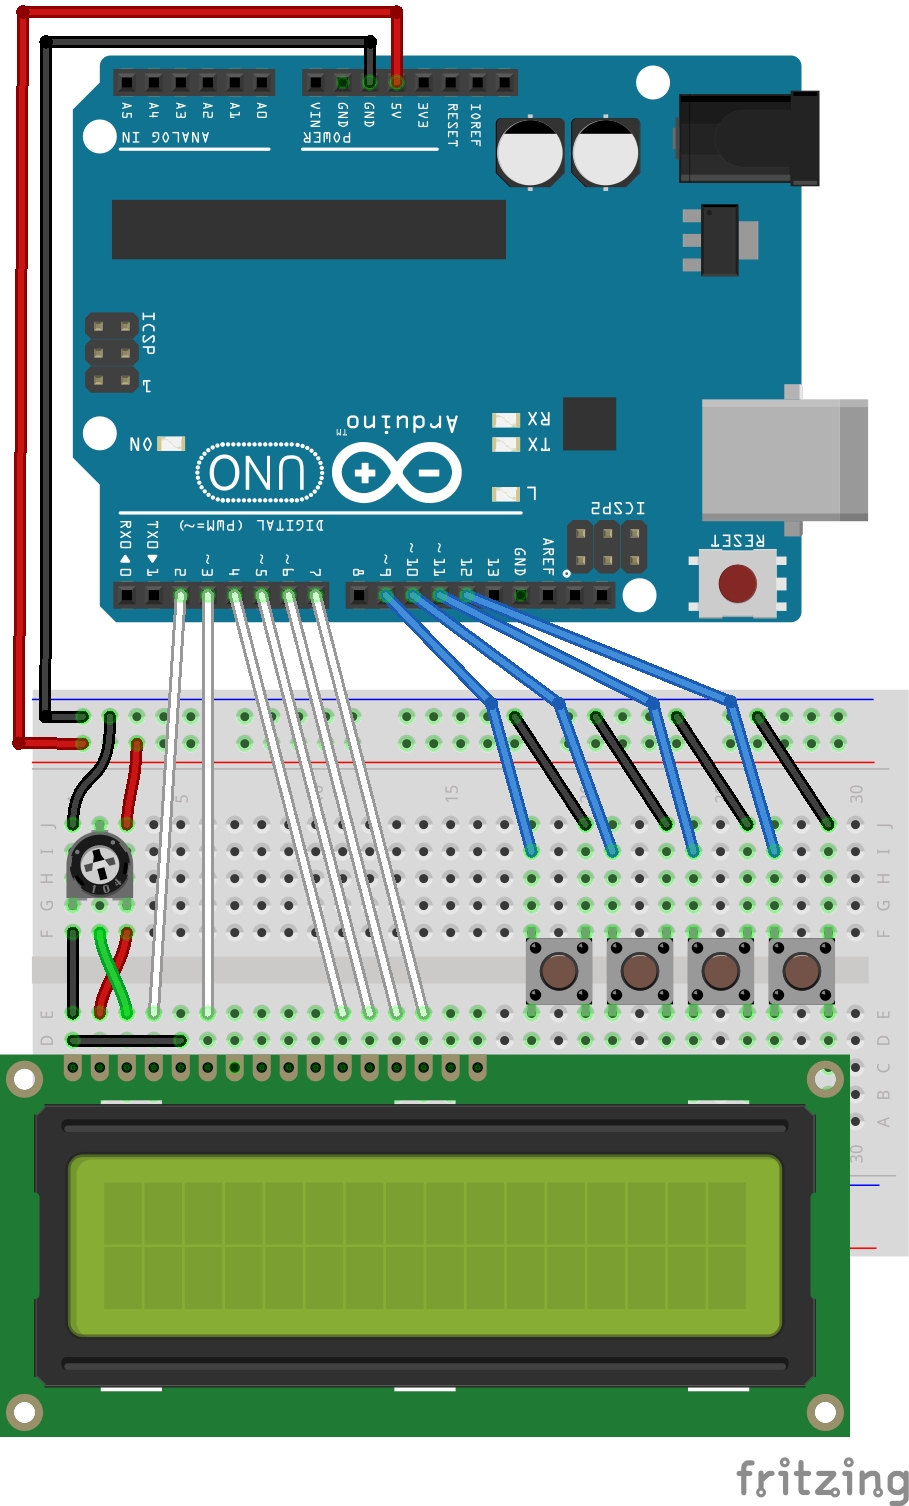 A5 A4 A3 A2 A1 A0
VIN GND GND 5V 3V3 RESET IOREF
ANALOG IN
POWER
ICSP
1
ON
UNO
Arduino
™
RX
TX
L
ICSP2
DIGITAL (PWM=~)
RX0 ◀ 0
TX0 ▶ 1
2 ~3 4 ~5 ~6 7
8 ~9 ~10 ~11 12 13 GND AREF
RESET
5 15 30
J J
I I
104
H H
G G
F F
E E
D D
C
B
A
30
fritzing